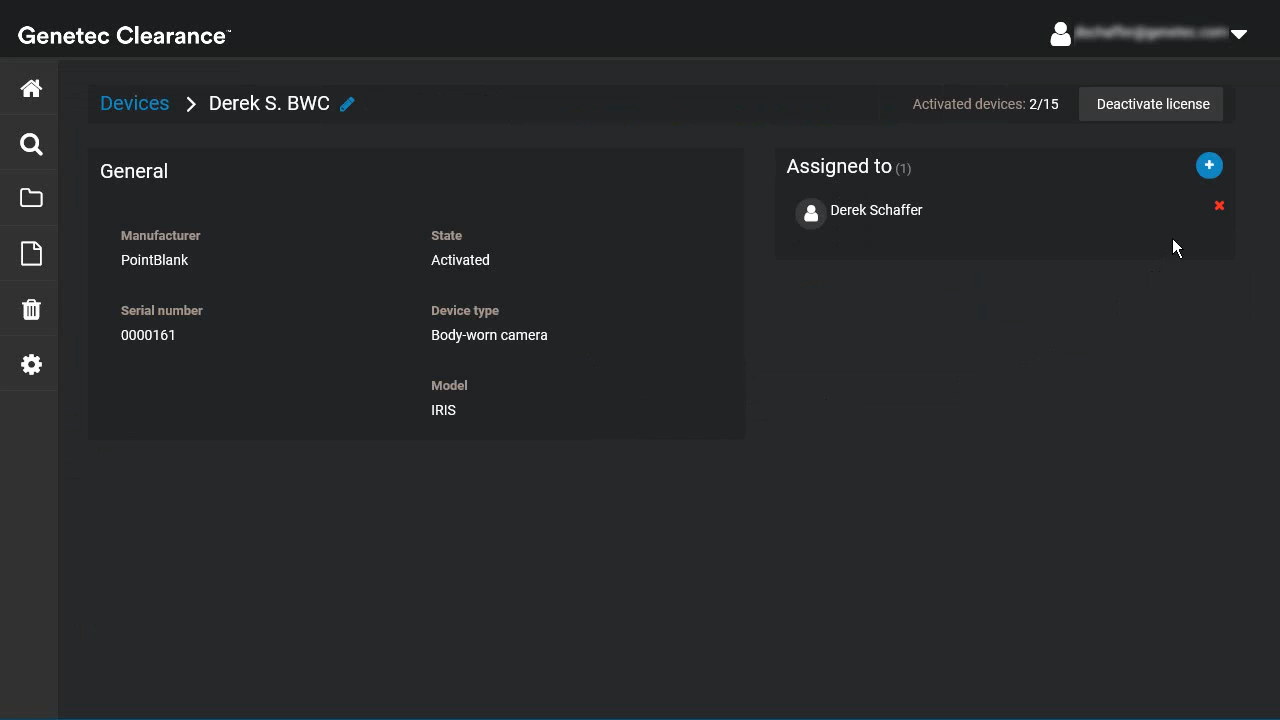 Genetec Clearance™
Devices > Derek S. BWC
Activated devices: 2/15
Deactivate license
General
Manufacturer
PointBlank
State
Activated
Serial number
0000161
Device type
Body-worn camera
Model
IRIS
Assigned to (1)
Derek Schaffer